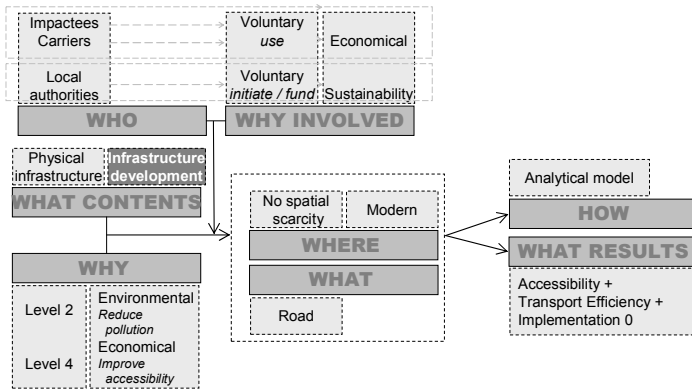 Impactees
Carriers
Voluntary
use
Economical
Local
authorities
Voluntary
initiate / fund
Sustainability
WHO
WHY INVOLVED
Physical
infrastructure
Infrastructure
development
WHAT CONTENTS
No spatial
scarcity
Modern
WHERE
WHAT
Road
Analytical model
HOW
WHAT RESULTS
Accessibility +
Transport Efficiency +
Implementation 0
WHY
Level 2
Environmental
Reduce
pollution
Level 4
Economical
Improve
accessibility